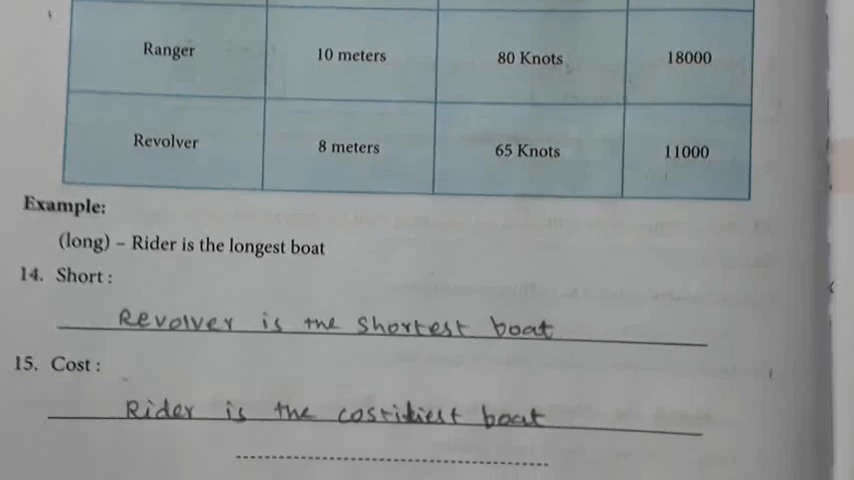 Ranger 10 meters 80 Knots 18000
Revolver 8 meters 65 Knots 11000
Example:
(long) – Rider is the longest boat
14. Short :
Revolver is the shortest boat
15. Cost :
Rider is the costidiest boat